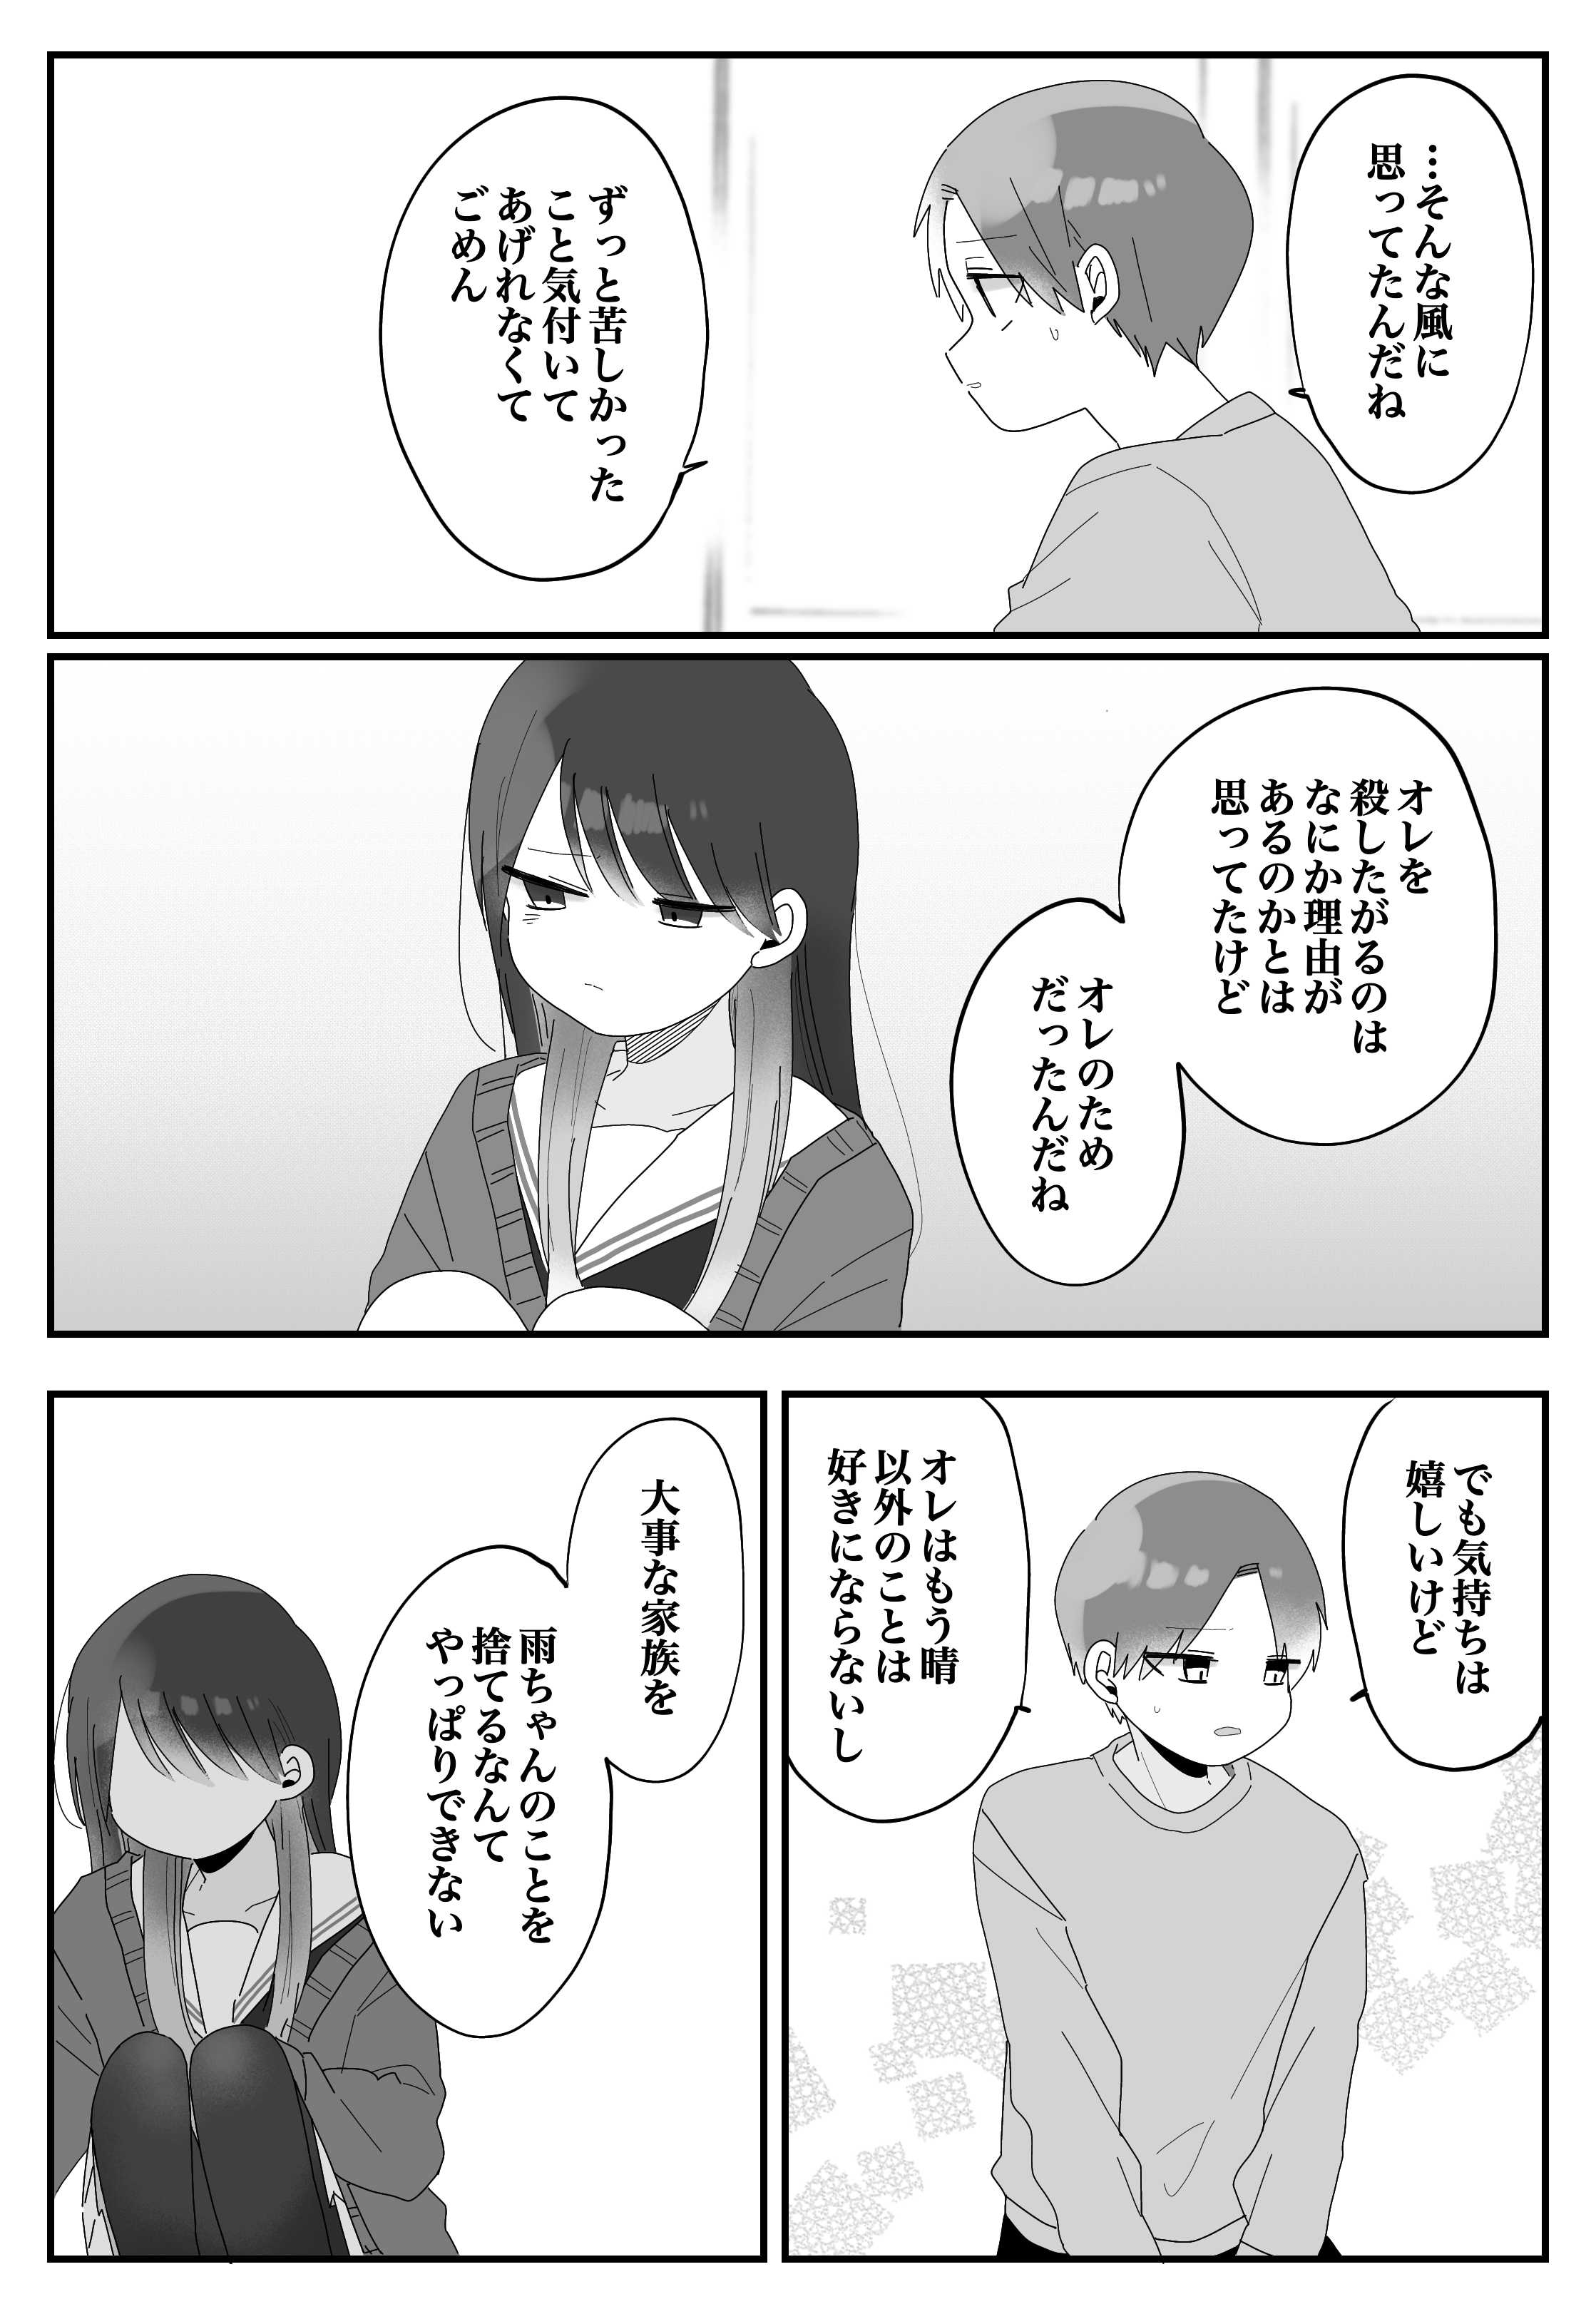 …そんな風に
思ってたんだね
ずっと苦しかった
こと気付いて
あげれなくて
ごめん
オレを
殺したがるのは
なにか理由が
あるのかとは
思ってたけど
オレのため
だったんだね
でも気持ちは
嬉しいけど
オレはもう晴
以外のことは
好きにならないし
大事な家族を
雨ちゃんのことを
捨てるなんて
やっぱりできない